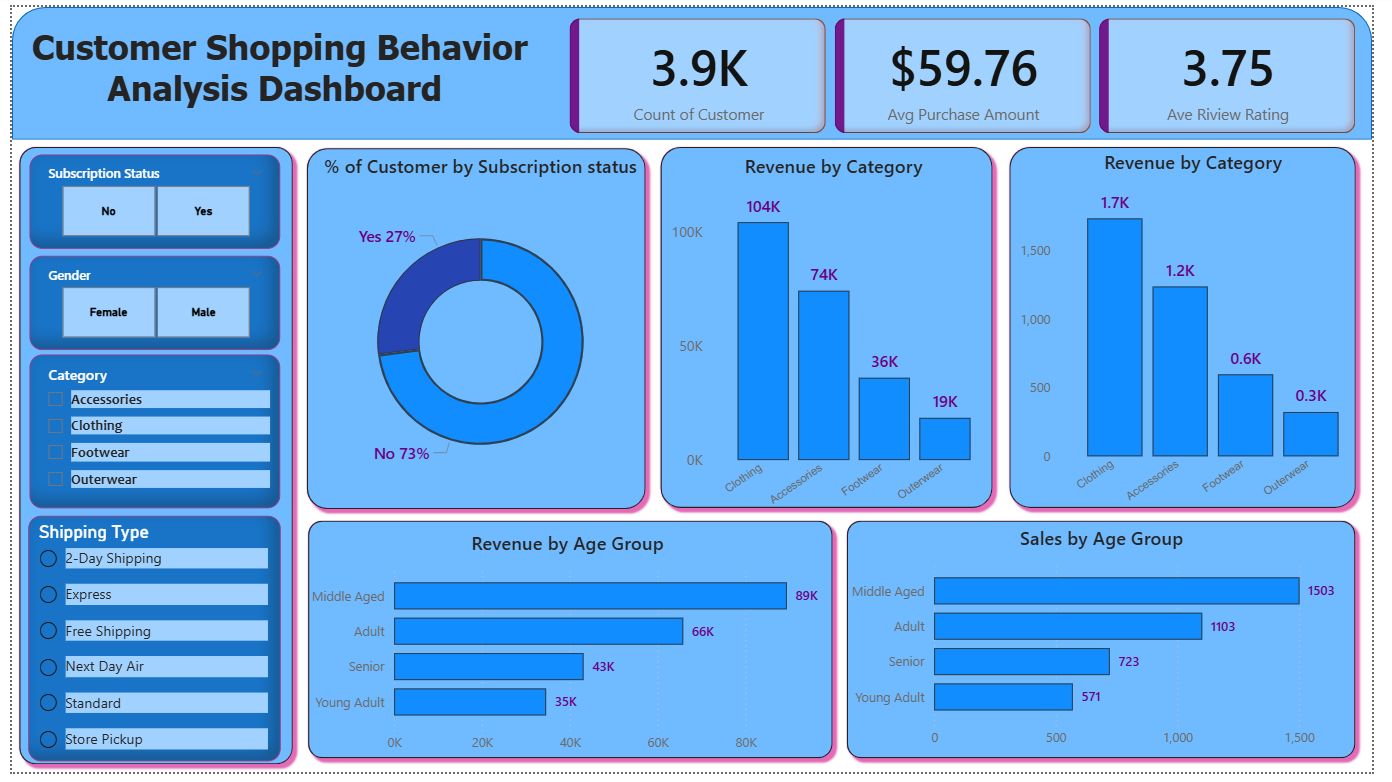 Customer Shopping Behavior
Analysis Dashboard
3.9K
Count of Customer
$59.76
Avg Purchase Amount
3.75
Ave Riview Rating
Subscription Status
No
Yes
Gender
Female
Male
Category
Accessories
Clothing
Footwear
Outerwear
Shipping Type
2-Day Shipping
Express
Free Shipping
Next Day Air
Standard
Store Pickup
% of Customer by Subscription status
Yes 27%
No 73%
Revenue by Category
100K
50K
0K
104K
74K
36K
19K
Clothing
Accessories
Footwear
Outerwear
Revenue by Category
1,500
1,000
500
0
1.7K
1.2K
0.6K
0.3K
Clothing
Accessories
Footwear
Outerwear
Revenue by Age Group
Middle Aged
89K
Adult
66K
Senior
43K
Young Adult
35K
0K
20K
40K
60K
80K
Sales by Age Group
Middle Aged
1503
Adult
1103
Senior
723
Young Adult
571
0
500
1,000
1,500